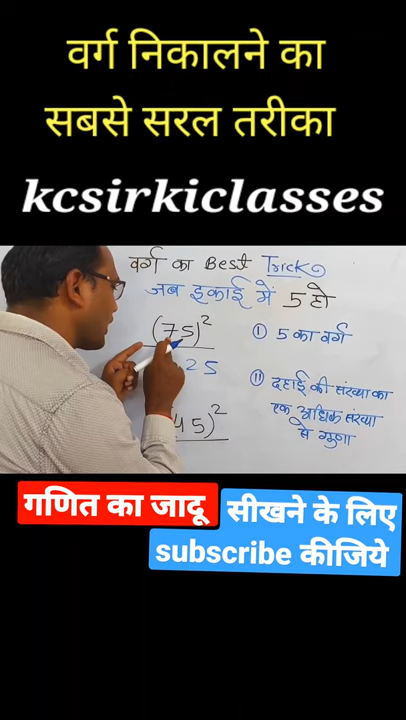 वर्ग निकालने का
सबसे सरल तरीका
kcsirkiclasses
वर्ग का Best Trick
जब इकाई में 5 हो
(75)²
25
① 5 का वर्ग
② दहाई की संख्या का
एक अधिक संख्या
से गुणा
45)²
गणित का जादू
सीखने के लिए
subscribe कीजिये